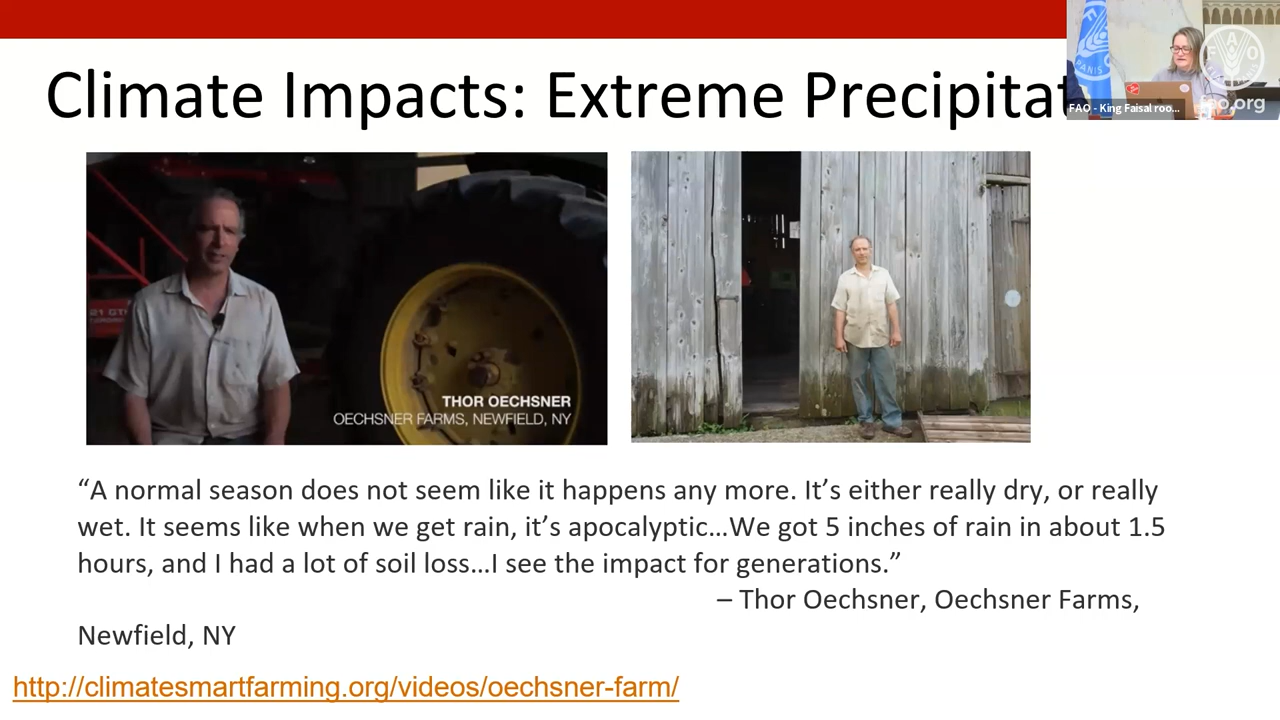 Climate Impacts: Extreme Precipitat
FAO - King Faisal roo...
fao.org
FAO
PANIS
THOR OECHSNER
OECHSNER FARMS, NEWFIELD, NY
“A normal season does not seem like it happens any more. It’s either really dry, or really
wet. It seems like when we get rain, it’s apocalyptic…We got 5 inches of rain in about 1.5
hours, and I had a lot of soil loss…I see the impact for generations.”
– Thor Oechsner, Oechsner Farms,
Newfield, NY
http://climatesmartfarming.org/videos/oechsner-farm/